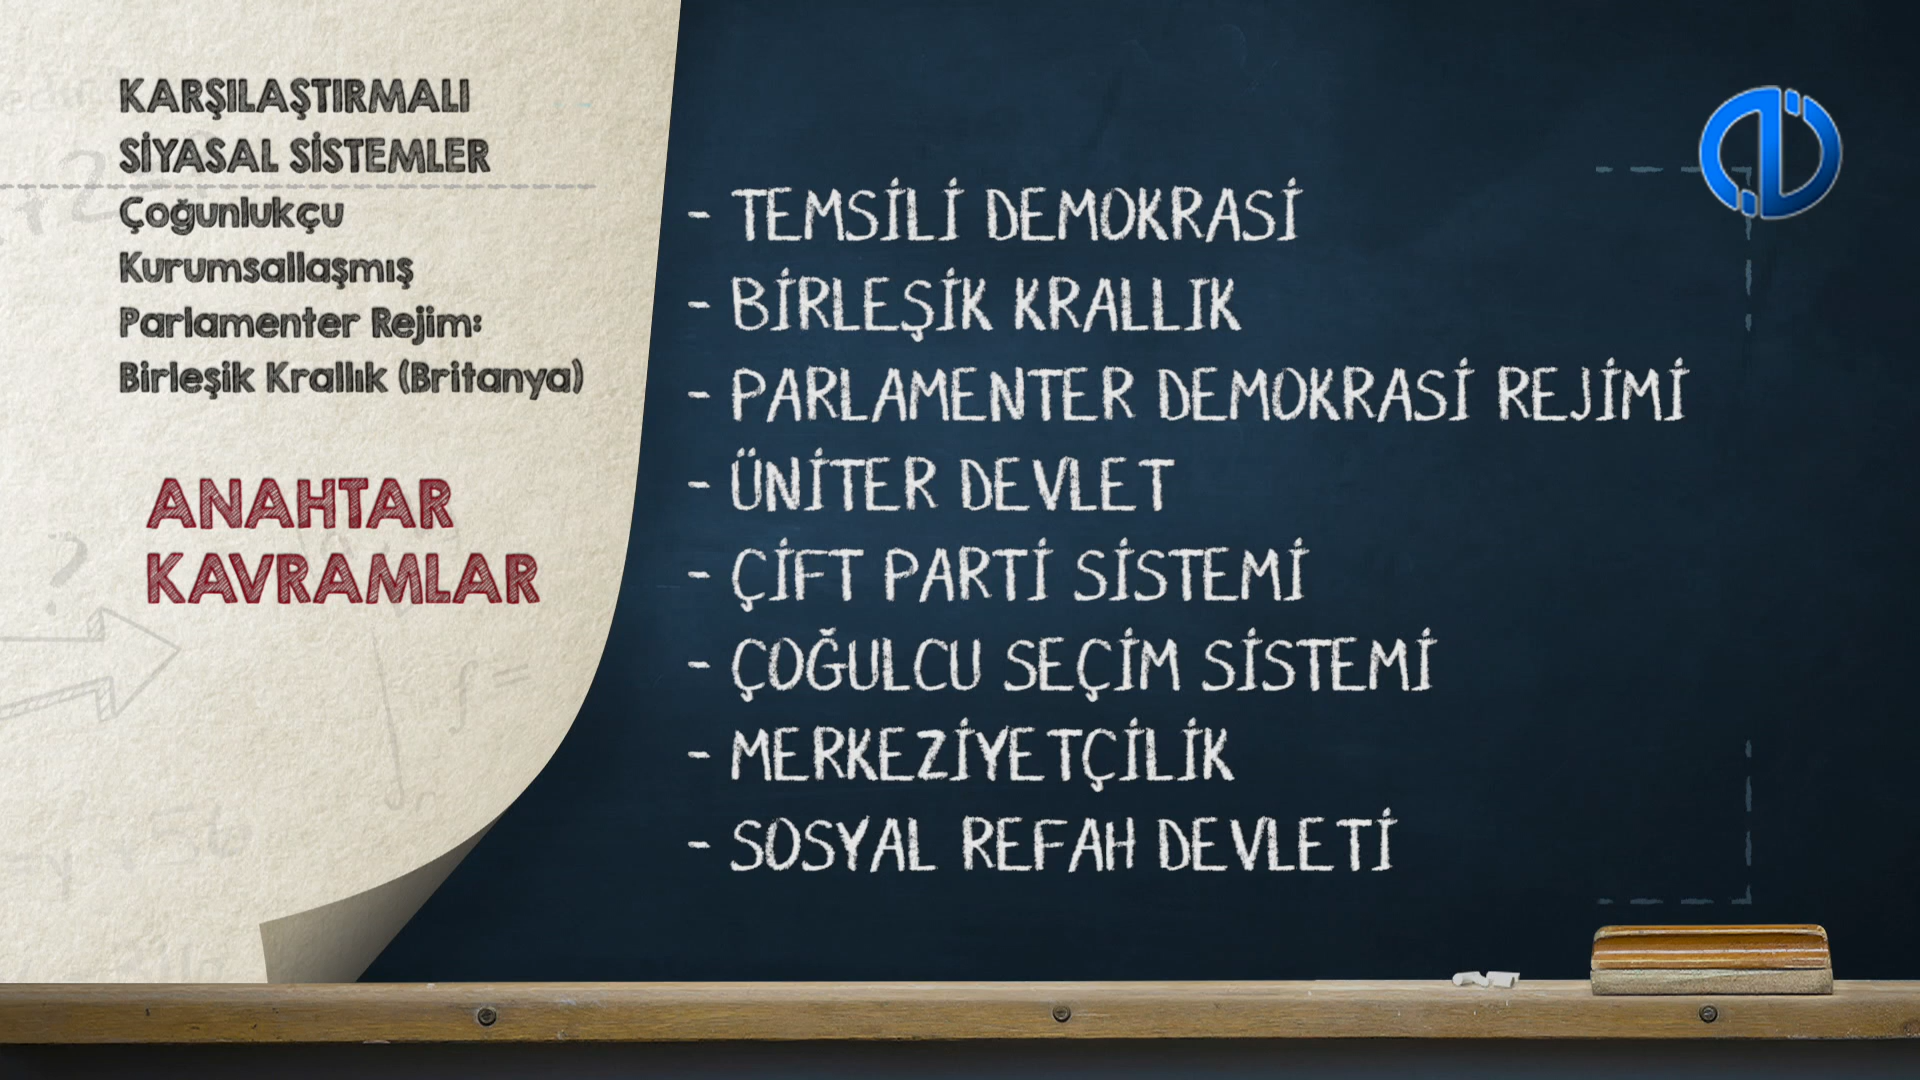 KARŞILAŞTIRMALI
SİYASAL SİSTEMLER
Çoğunlukçu
Kurumsallaşmış
Parlamenter Rejim:
Birleşik Krallık (Britanya)
ANAHTAR
KAVRAMLAR
- TEMSİLİ DEMOKRASİ
- BİRLEŞİK KRALLIK
- PARLAMENTER DEMOKRASİ REJİMİ
- ÜNİTER DEVLET
- ÇİFT PARTİ SİSTEMİ
- ÇOĞULCU SEÇİM SİSTEMİ
- MERKEZİYETÇİLİK
- SOSYAL REFAH DEVLETİ